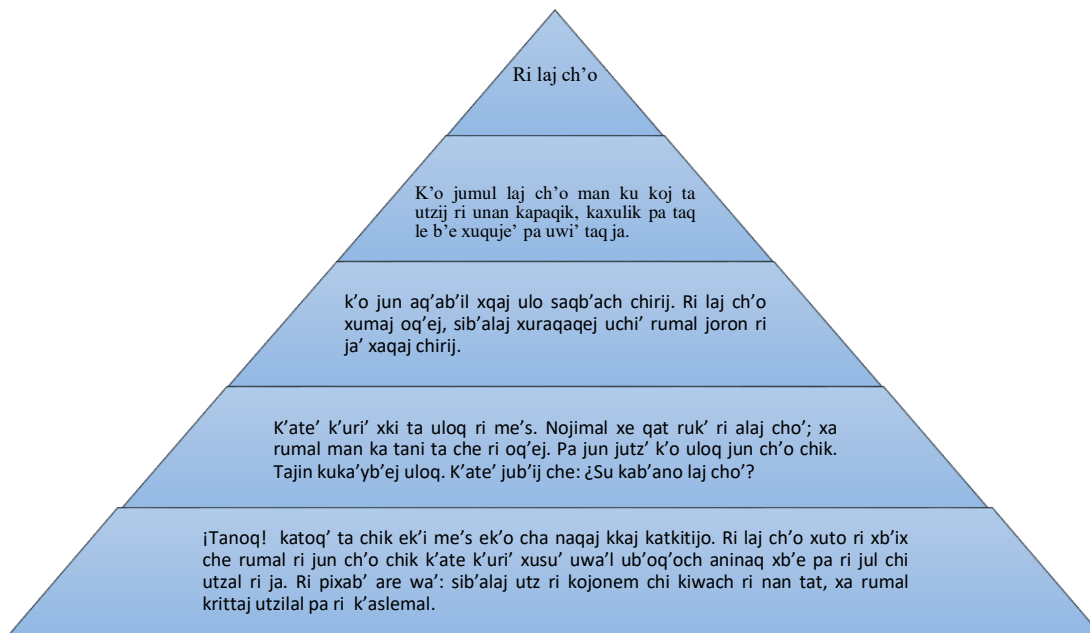 Ri laj ch’o
K’o jumul laj ch’o man ku koj ta
utzij ri unan kapaqik, kaxulik pa taq
le b’e xuquje’ pa uwi’ taq ja.
k’o jun aq’ab’il xqaj ulo saqb’ach chirij. Ri laj ch’o
xumaj oq’ej, sib’alaj xuraqaqej uchi’ rumal joron ri
ja’ xaqaj chirij.
K’ate’ k’uri’ xki ta uloq ri me’s. Nojimal xe qat ruk’ ri alaj cho’; xa
rumal man ka tani ta che ri oq’ej. Pa jun jutz’ k’o uloq jun ch’o chik.
Tajin kuka’yb’ej uloq. K’ate’ jub’ij che: ¿Su kab’ano laj cho’?
¡Tanoq! katoq’ ta chik ek’i me’s ek’o cha naqaj kkaj katkitijo. Ri laj ch’o xuto ri xb’ix
che rumal ri jun ch’o chik k’ate k’uri’ xusu’ uwa’l ub’oq’och aninaq xb’e pa ri jul chi
utzal ri ja. Ri pixab’ are wa’: sib’alaj utz ri kojonem chi kiwach ri nan tat, xa rumal
krittaj utzilal pa ri k’aslemal.